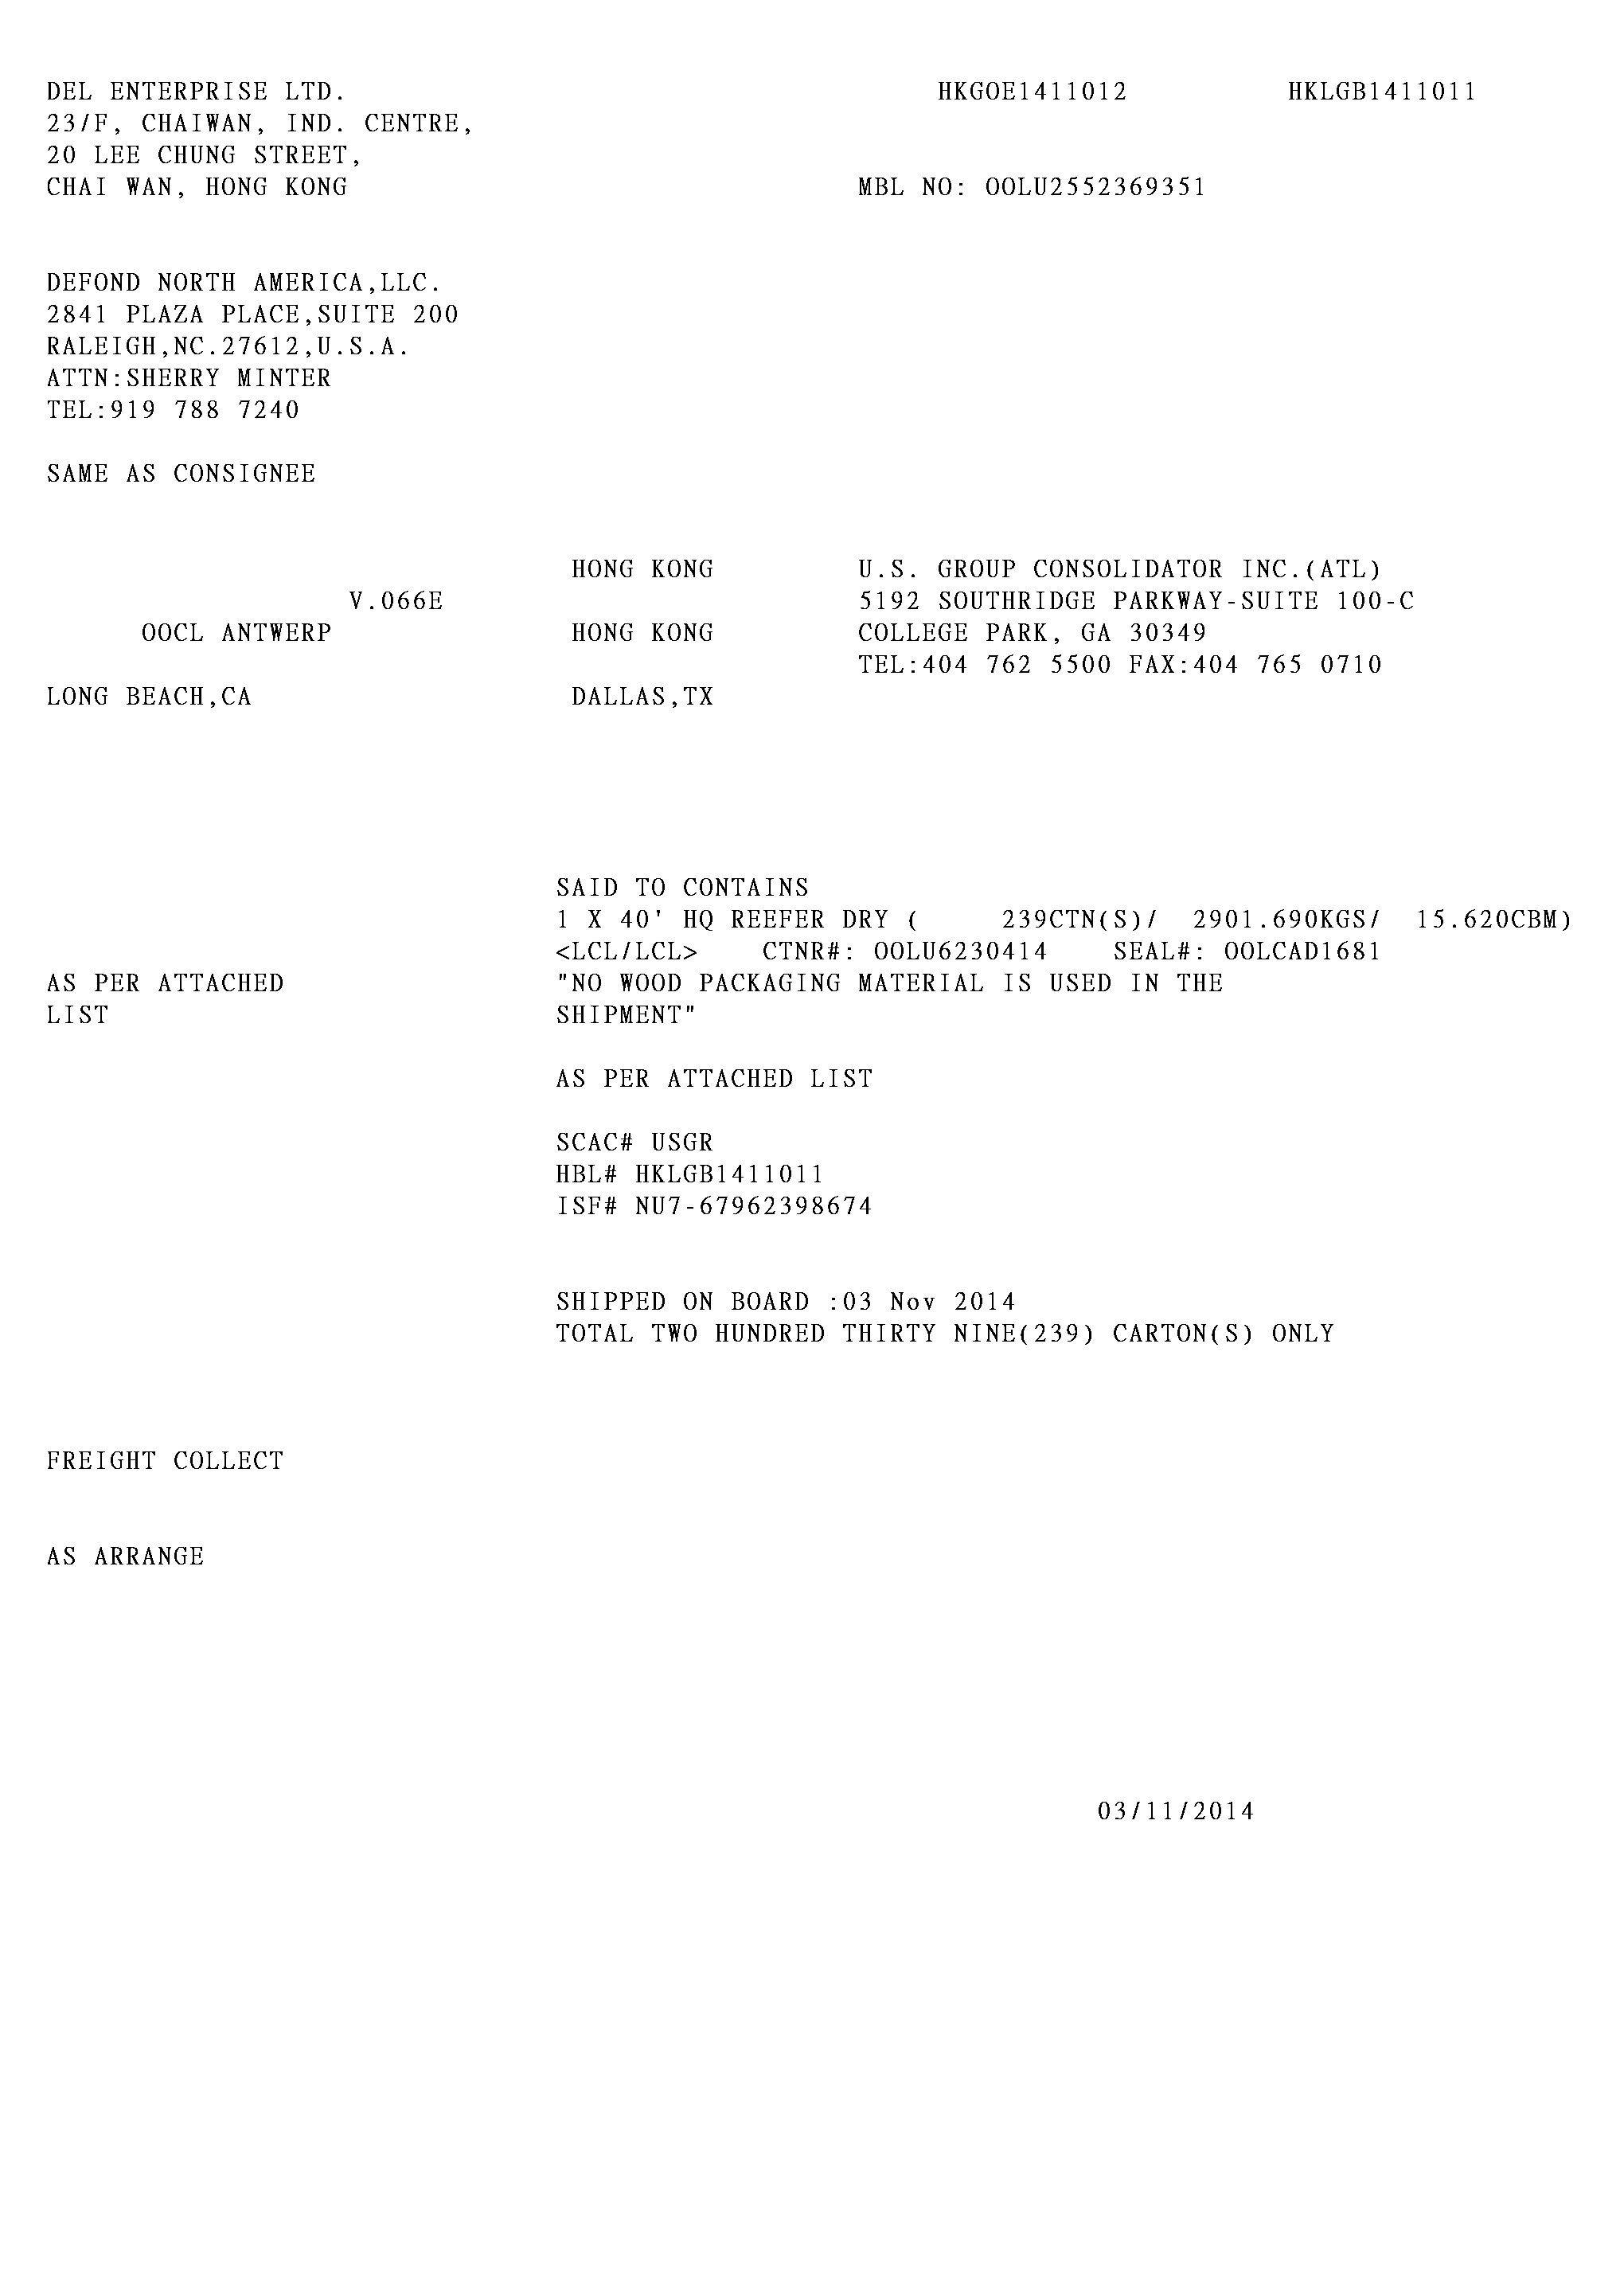 DEL ENTERPRISE LTD. HKGOE1411012 HKLGB1411011
23/F, CHAIWAN, IND. CENTRE,
20 LEE CHUNG STREET,
CHAI WAN, HONG KONG MBL NO: OOLU2552369351
DEFOND NORTH AMERICA,LLC.
2841 PLAZA PLACE,SUITE 200
RALEIGH,NC.27612,U.S.A.
ATTN:SHERRY MINTER
TEL:919 788 7240
SAME AS CONSIGNEE
HONG KONG U.S. GROUP CONSOLIDATOR INC.(ATL)
V.066E 5192 SOUTHRIDGE PARKWAY-SUITE 100-C
OOCL ANTWERP HONG KONG COLLEGE PARK, GA 30349
TEL:404 762 5500 FAX:404 765 0710
LONG BEACH,CA DALLAS,TX
SAID TO CONTAINS
1 X 40' HQ REEFER DRY ( 239CTN(S)/ 2901.690KGS/ 15.620CBM)
<LCL/LCL> CTNR#: OOLU6230414 SEAL#: OOLCAD1681
AS PER ATTACHED "NO WOOD PACKAGING MATERIAL IS USED IN THE
LIST SHIPMENT"
AS PER ATTACHED LIST
SCAC# USGR
HBL# HKLGB1411011
ISF# NU7-67962398674
SHIPPED ON BOARD :03 Nov 2014
TOTAL TWO HUNDRED THIRTY NINE(239) CARTON(S) ONLY
FREIGHT COLLECT
AS ARRANGE
03/11/2014